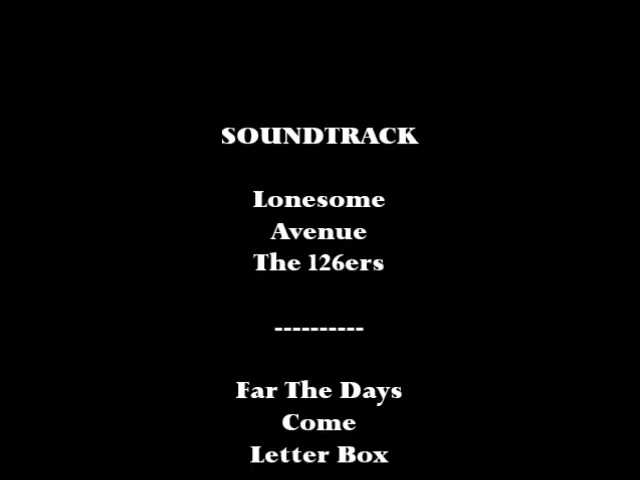 SOUNDTRACK
Lonesome
Avenue
The 126ers
----------
Far The Days
Come
Letter Box